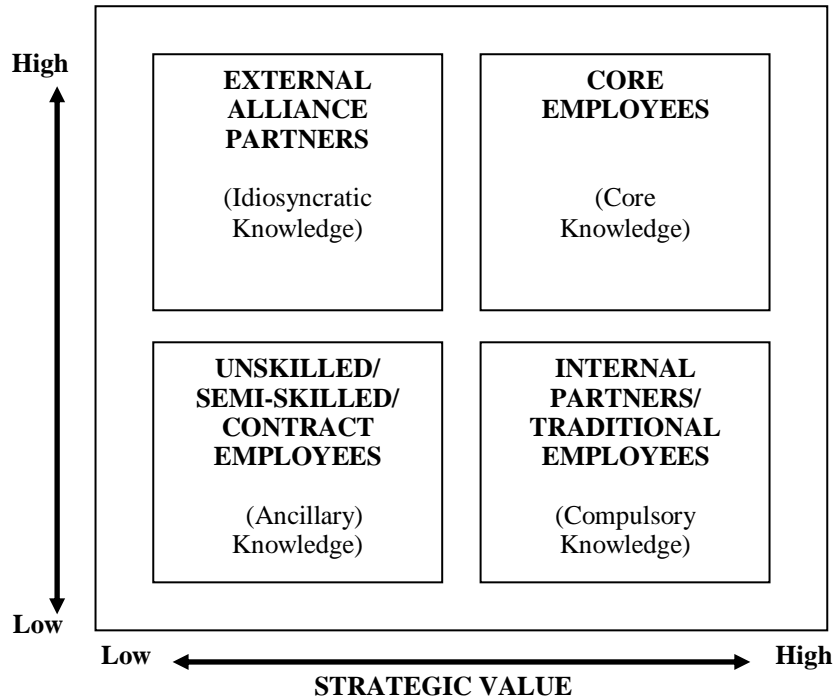 High
EXTERNAL
ALLIANCE
PARTNERS
(Idiosyncratic
Knowledge)
CORE
EMPLOYEES
(Core
Knowledge)
UNSKILLED/
SEMI-SKILLED/
CONTRACT
EMPLOYEES
(Ancillary)
Knowledge)
INTERNAL
PARTNERS/
TRADITIONAL
EMPLOYEES
(Compulsory
Knowledge)
Low
Low
High
STRATEGIC VALUE